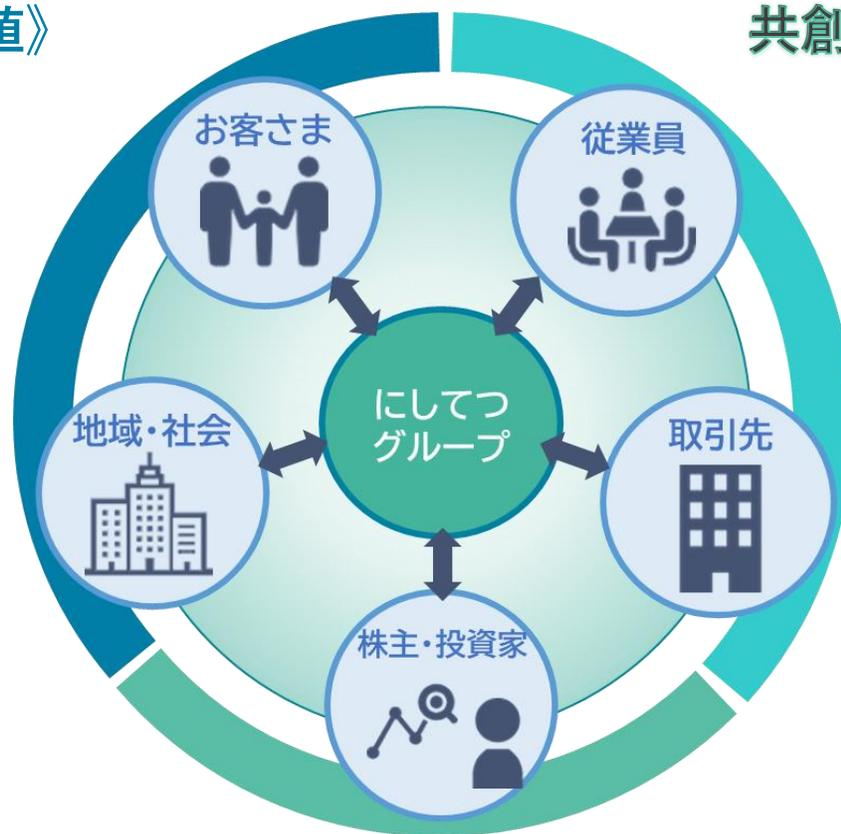 値》
共創
お客さま
従業員
にしてつ
グループ
地域・社会
取引先
株主・投資家